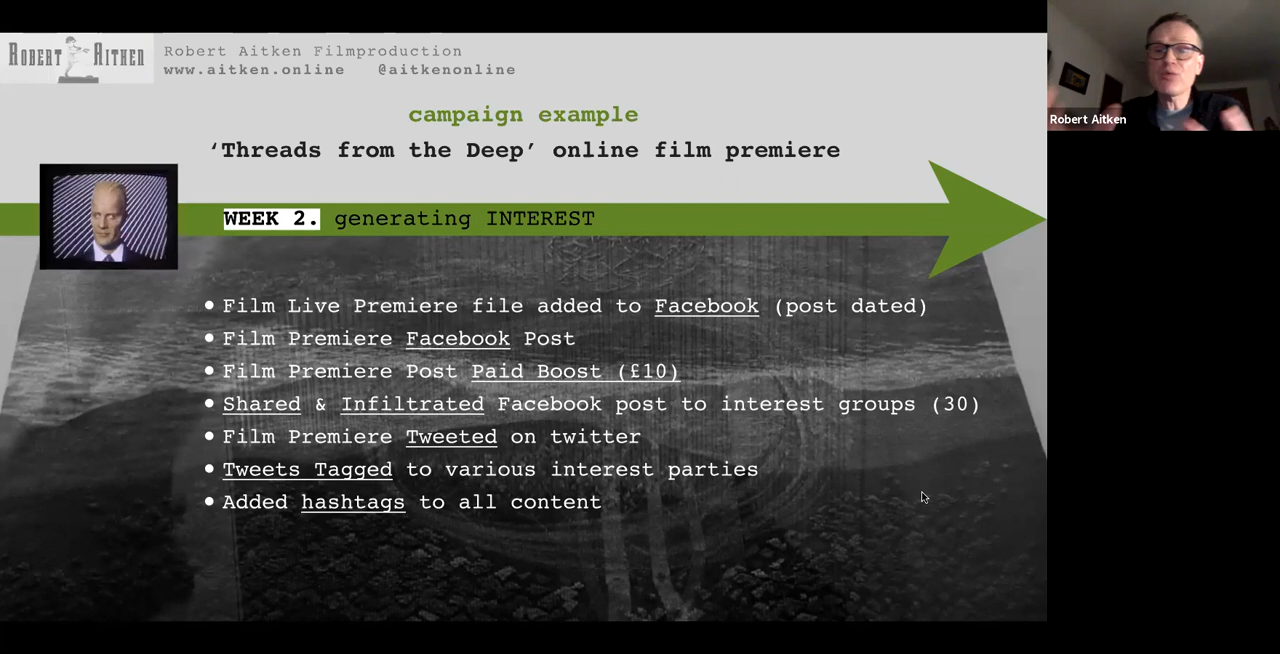 ROBERT AITKEN
Robert Aitken Filmproduction
www.aitken.online @aitkenonline
campaign example
‘Threads from the Deep’ online film premiere
WEEK 2. generating INTEREST
• Film Live Premiere file added to Facebook (post dated)
• Film Premiere Facebook Post
• Film Premiere Post Paid Boost (£10)
• Shared & Infiltrated Facebook post to interest groups (30)
• Film Premiere Tweeted on twitter
• Tweets Tagged to various interest parties
• Added hashtags to all content
Robert Aitken